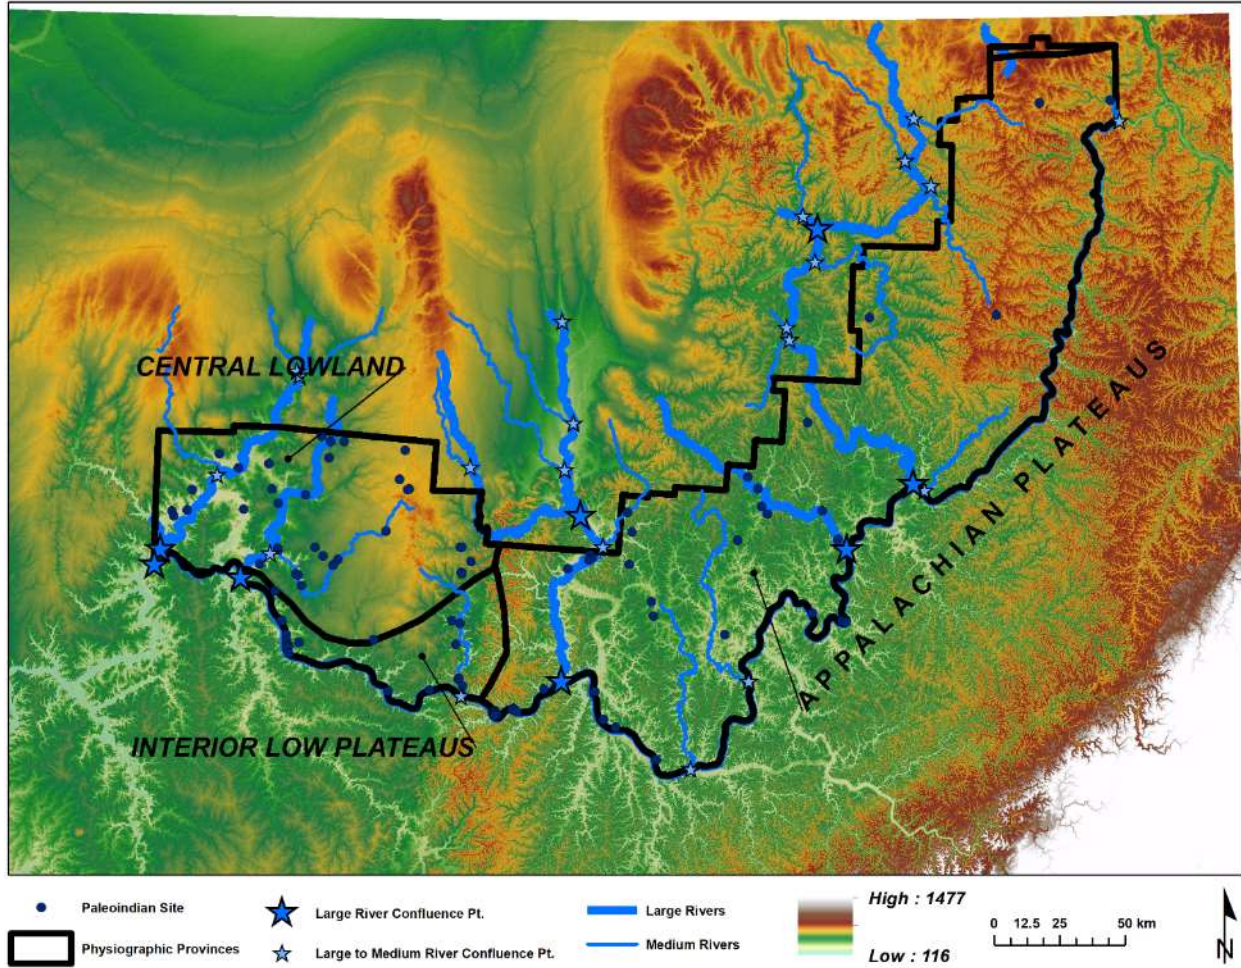 CENTRAL LOWLAND
APPALACHIAN PLATEAUS
INTERIOR LOW PLATEAUS
Paleoindian Site
Large River Confluence Pt.
Large Rivers
High : 1477
Physiographic Provinces
Large to Medium River Confluence Pt.
Medium Rivers
Low : 116
0 12.5 25 50 km
N